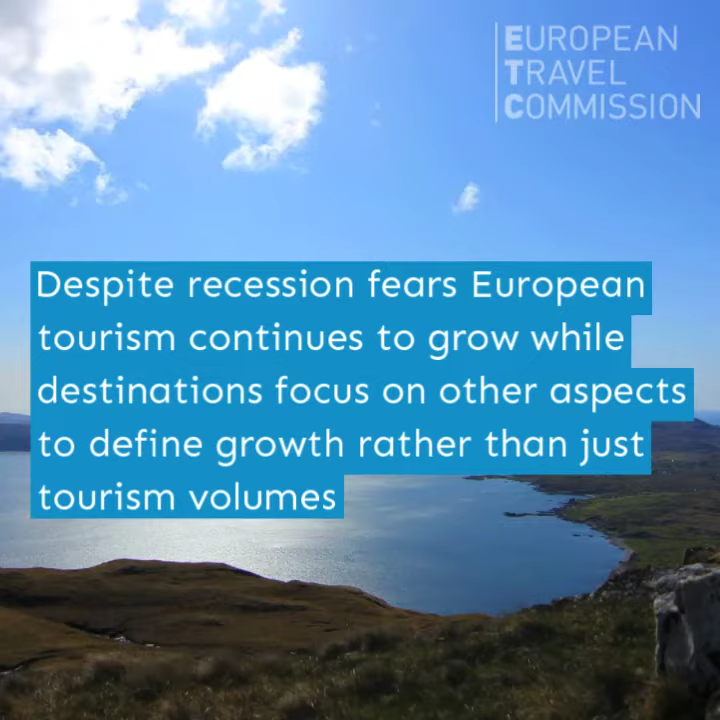 EUROPEAN
TRAVEL
COMMISSION
Despite recession fears European
tourism continues to grow while
destinations focus on other aspects
to define growth rather than just
tourism volumes